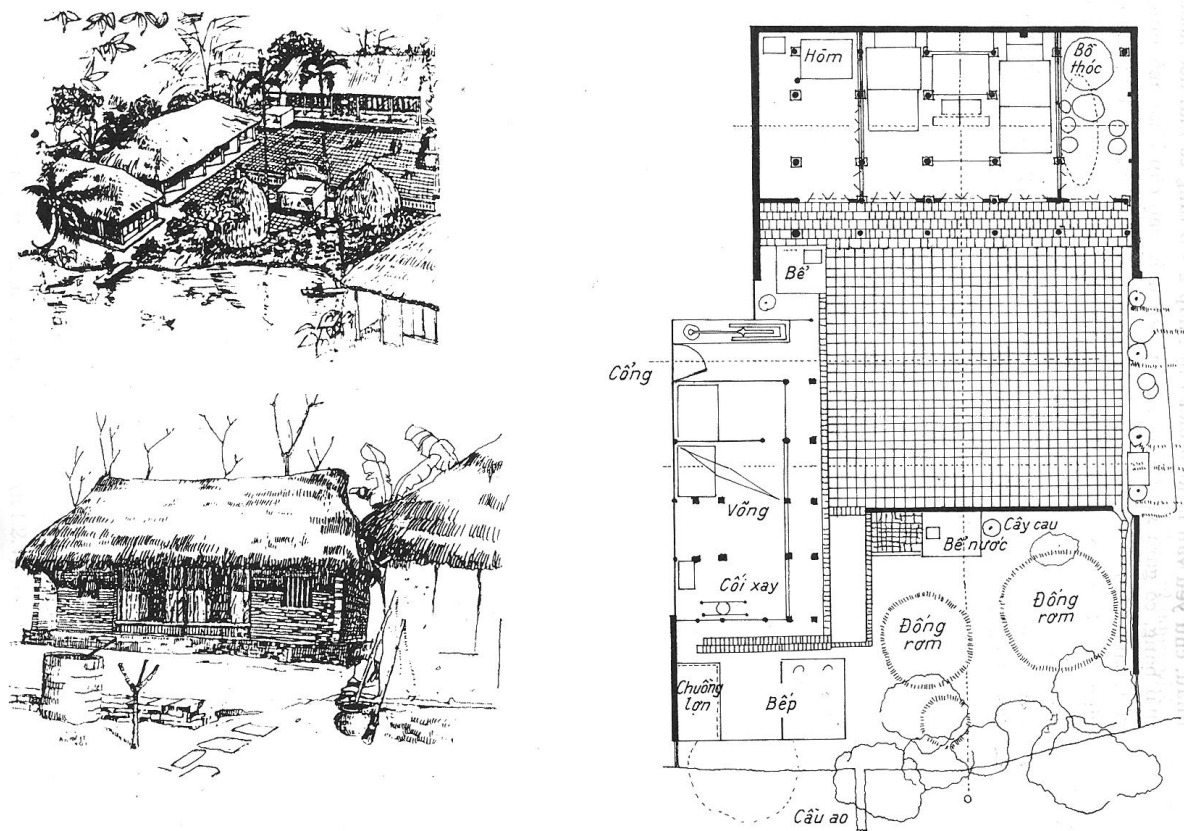 Hòm
Bồ
thóc
Bể
Cổng
Võng
Cối xay
Bể nước
Cây cau
Đống
rơm
Đống
rơm
Chuồng
lợn
Bếp
Cầu ao